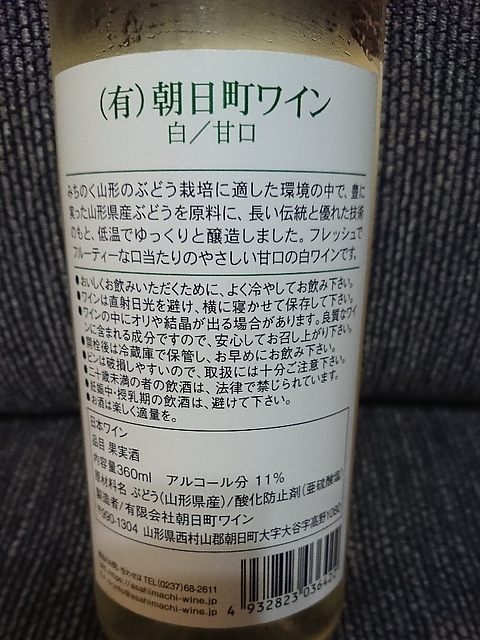 (有)朝日町ワイン
白/甘口
みちのく山形のぶどう栽培に適した環境の中で、豊に
実った山形県産ぶどうを原料に、長い伝統と優れた技術
のもと、低温でゆっくりと醸造しました。フレッシュで
フルーティーな口当たりのやさしい甘口の白ワインです。
●おいしくお飲みいただくために、よく冷やしてお飲み下さい。
●ワインは直射日光を避け、横に寝かせて保存して下さい。
●ワインの中にオリや結晶が出る場合があります。良質なワイ
ンに含まれる成分ですので、安心してお召し上がり下さい。
●開栓後は冷蔵庫で保管し、お早めにお飲み下さい。
●ビンは破損しやすいので、取扱には十分ご注意下さい。
●二十歳未満の者の飲酒は、法律で禁じられています。
●妊娠中・授乳期の飲酒は、避けて下さい。
●お酒は楽しく適量を。
日本ワイン
品目 果実酒
内容量360ml アルコール分 11%
原材料名 ぶどう(山形県産)/酸化防止剤(亜硫酸塩)
製造者/有限会社朝日町ワイン
〒990-1304 山形県西村山郡朝日町大字大谷字高野1080
お問い合わせは TEL(0237)68-2611
https://asahimachi-wine.jp
info@asahimachi-wine.jp
4 932823 03642